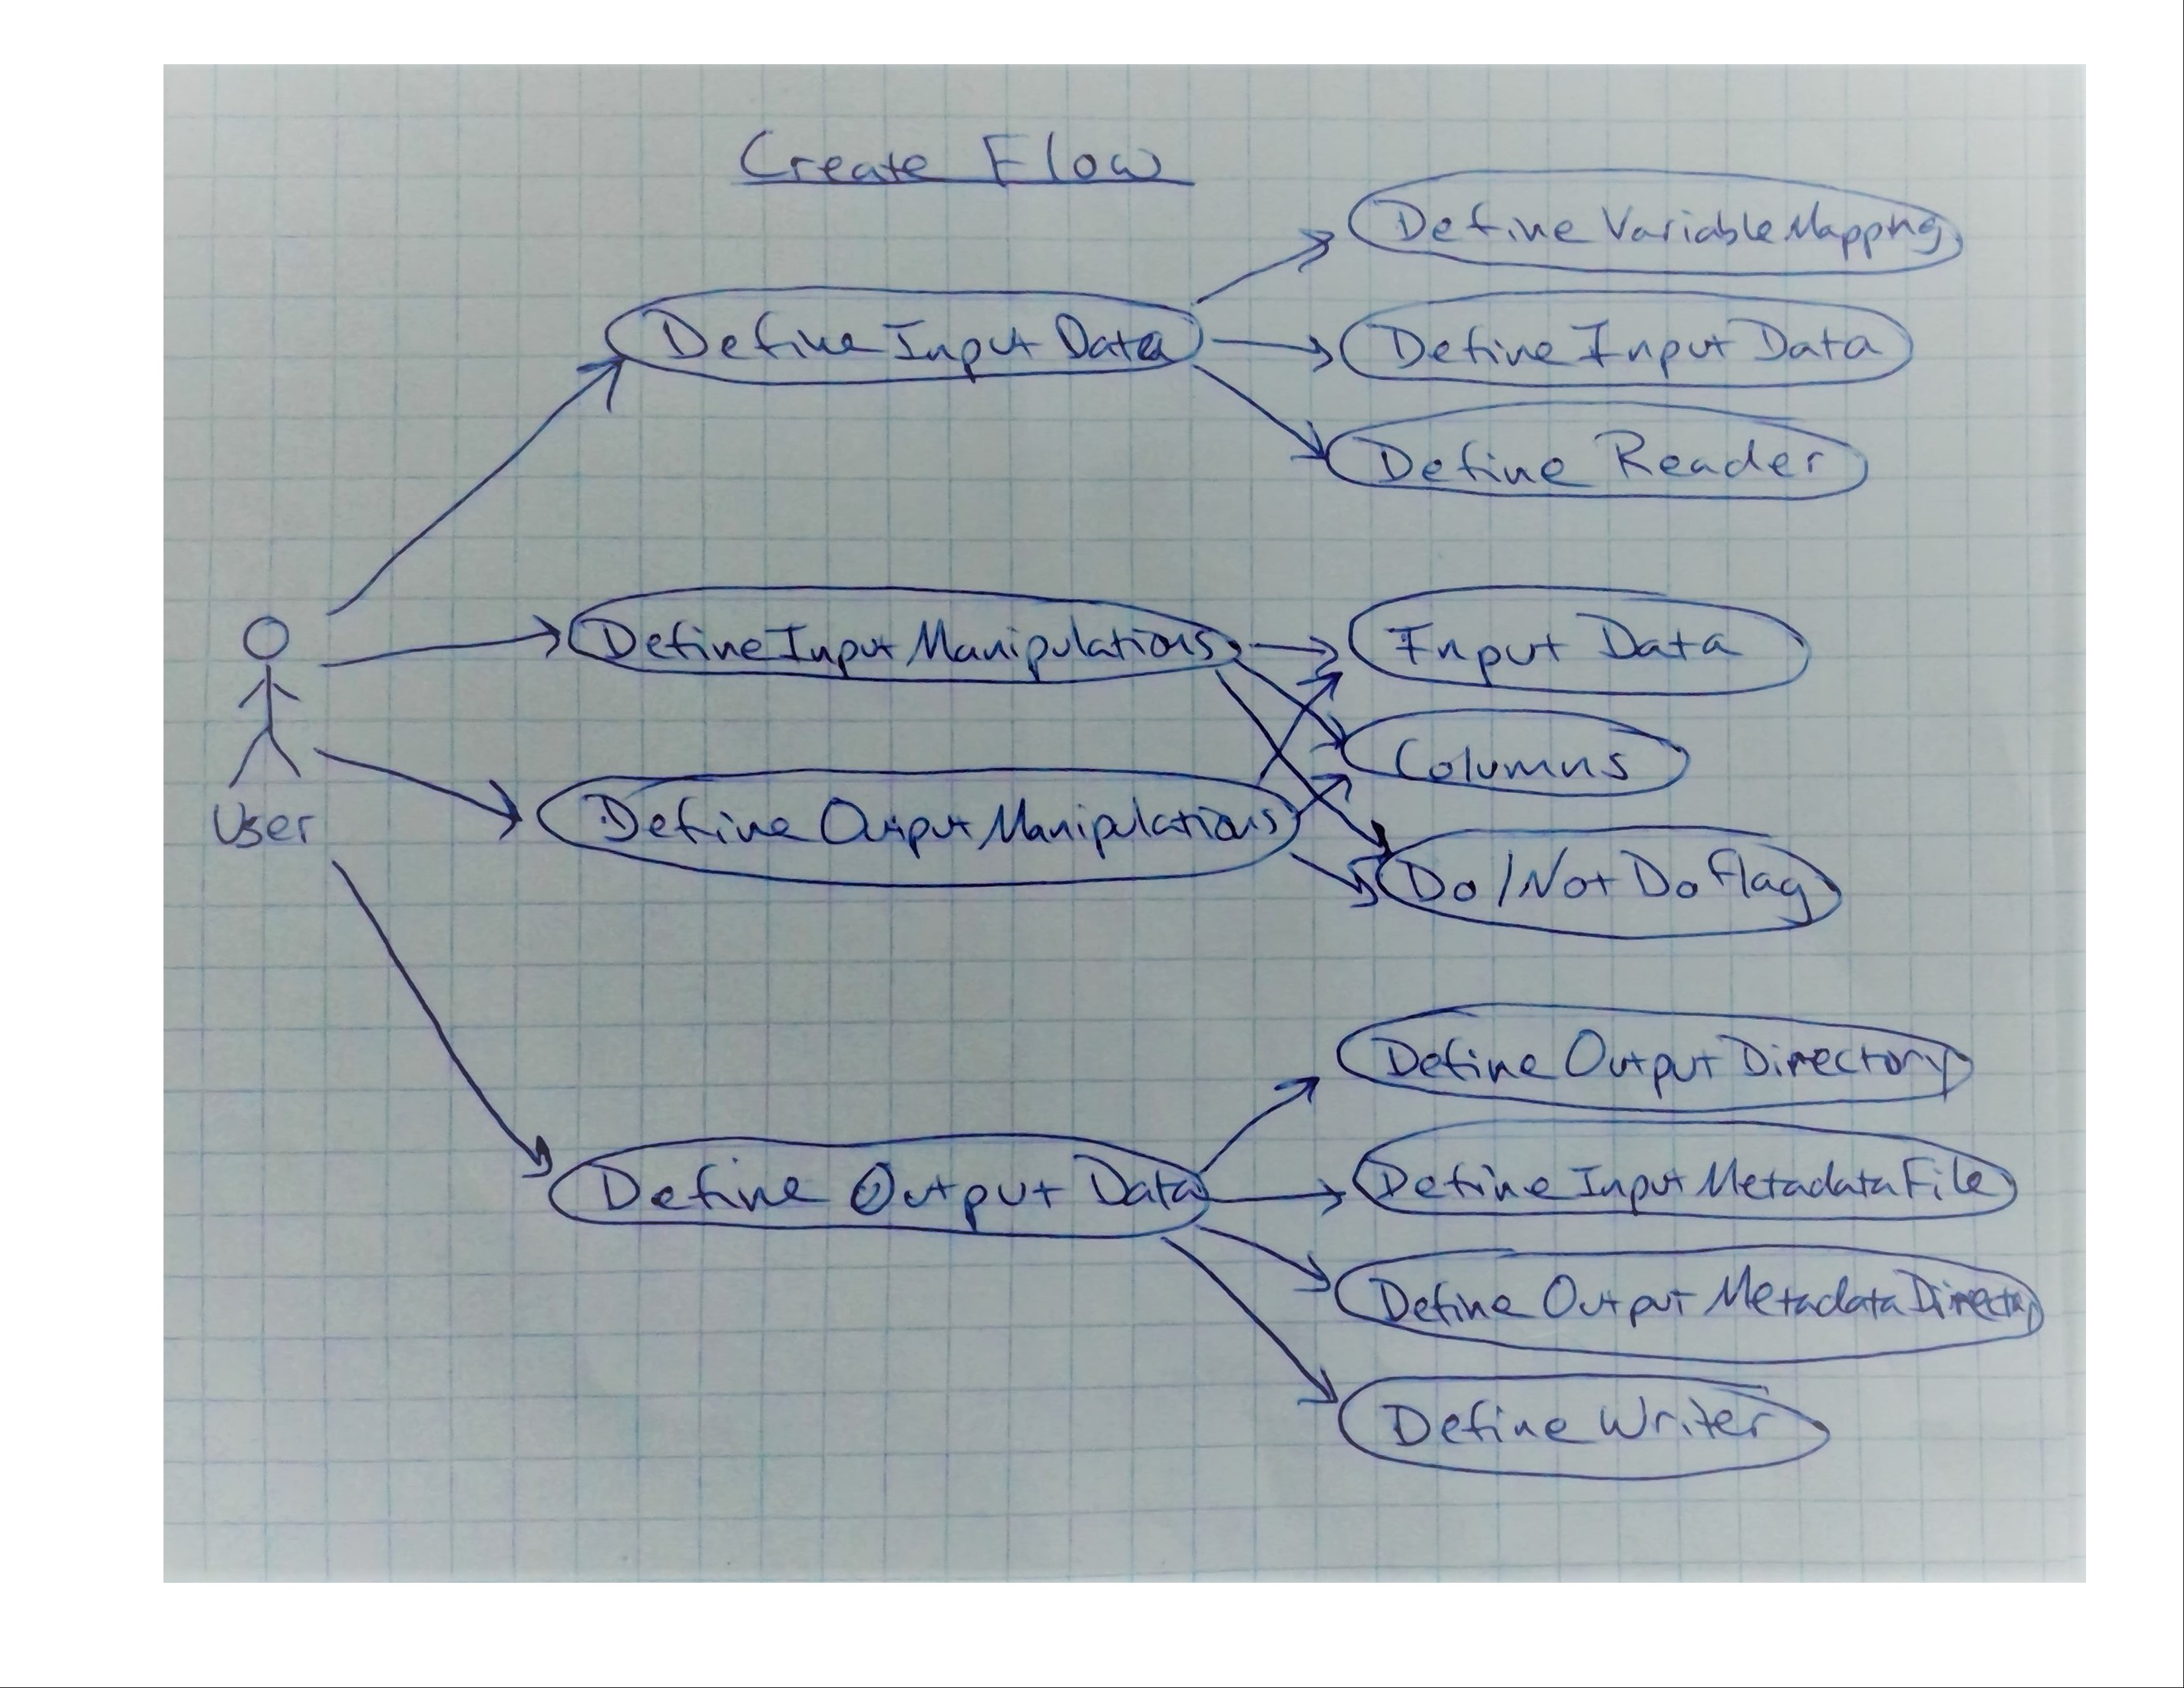 Create Flow
Define Variable Mapping
Define Input Data
Define Input Data
Define Reader
Define Input Manipulations
Input Data
Columns
User
Define Output Manipulations
Do/Not Do flag
Define Output Directory
Define Output Data
Define Input Metadata File
Define Output Metadata Directory
Define Writer